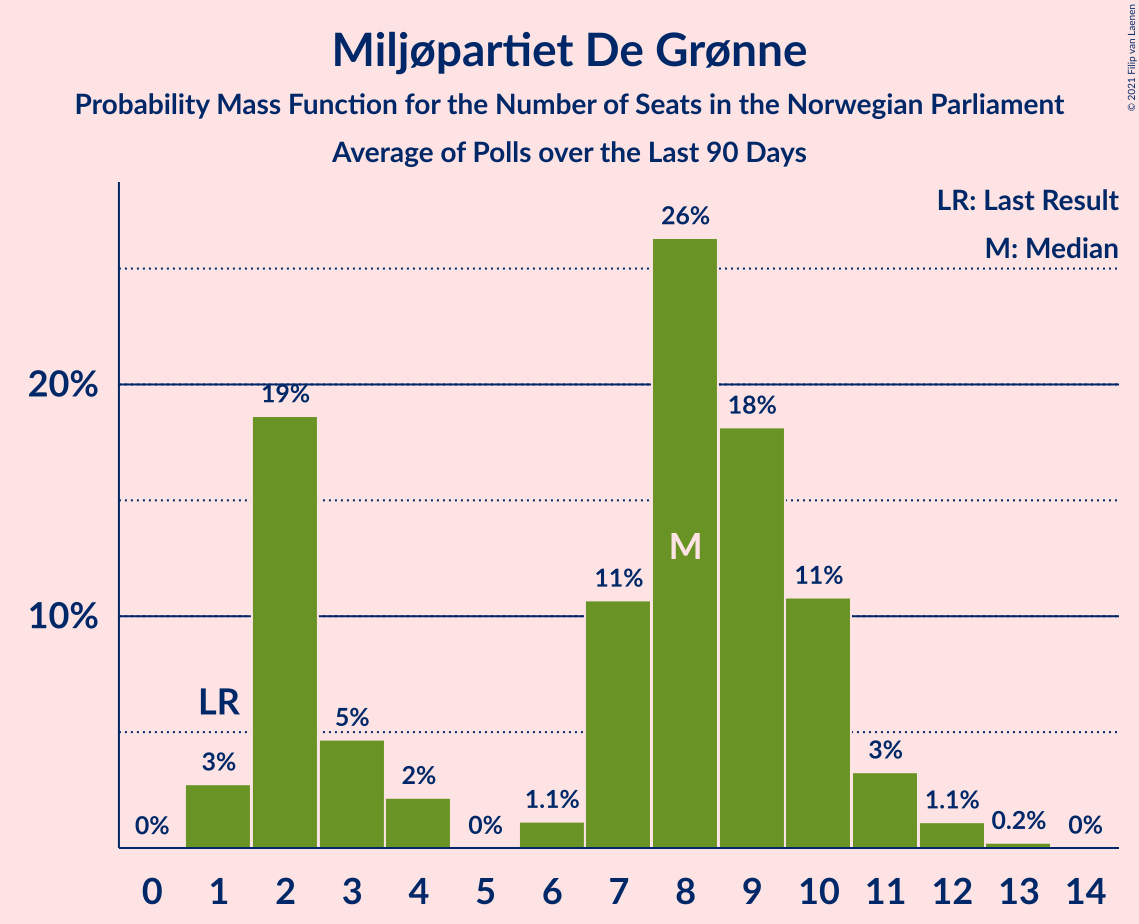 Miljøpartiet De Grønne
Probability Mass Function for the Number of Seats in the Norwegian Parliament
Average of Polls over the Last 90 Days
© 2021 Filip van Laenen
LR: Last Result
M: Median
20%
10%
0%
3%
19%
5%
2%
0%
1.1%
11%
26%
18%
11%
3%
1.1%
0.2%
0%
LR
M
0 1 2 3 4 5 6 7 8 9 10 11 12 13 14